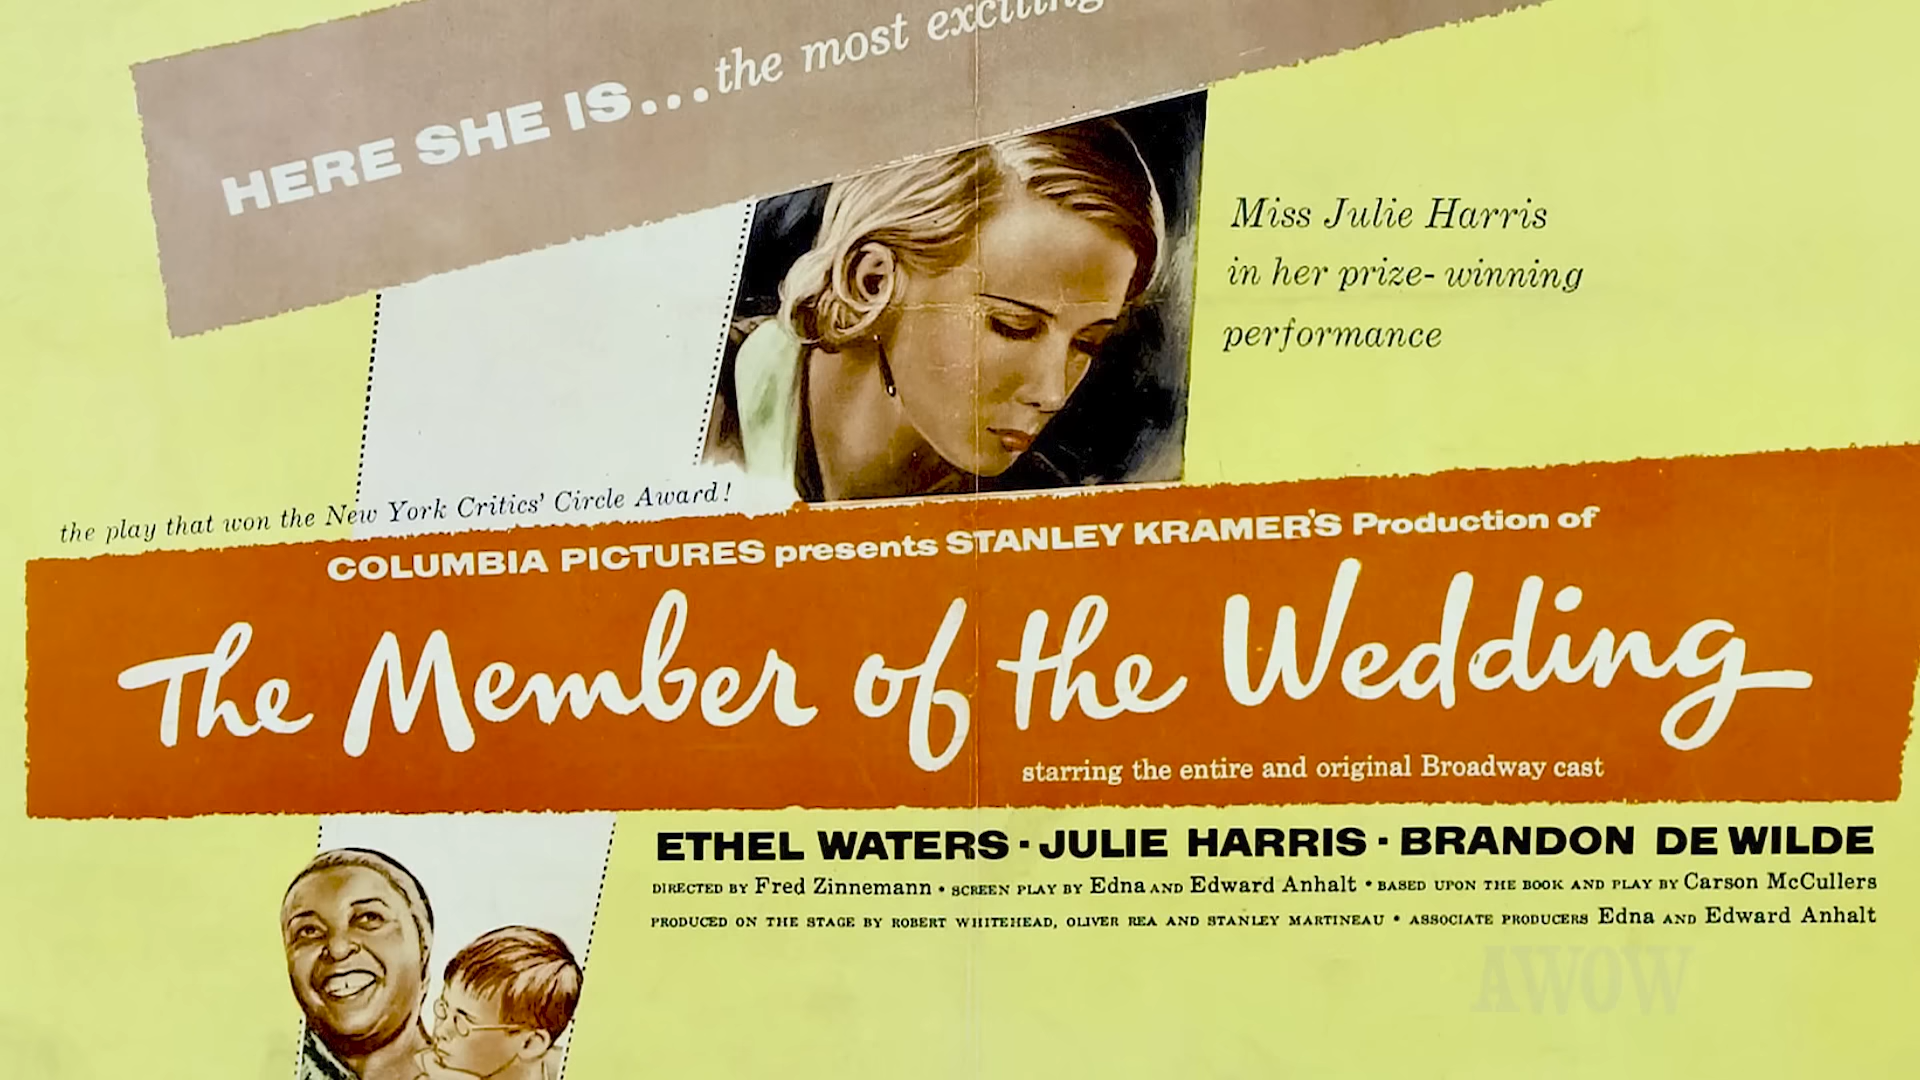 HERE SHE IS...the most exciting
Miss Julie Harris
in her prize-winning
performance
the play that won the New York Critics' Circle Award!
COLUMBIA PICTURES presents STANLEY KRAMER'S Production of
The Member of the Wedding
starring the entire and original Broadway cast
ETHEL WATERS · JULIE HARRIS · BRANDON DE WILDE
DIRECTED BY Fred Zinnemann • SCREEN PLAY BY Edna AND Edward Anhalt • BASED UPON THE BOOK AND PLAY BY Carson McCullers
PRODUCED ON THE STAGE BY ROBERT WHITEHEAD, OLIVER REA AND STANLEY MARTINEAU • ASSOCIATE PRODUCERS Edna AND Edward Anhalt
AWOW